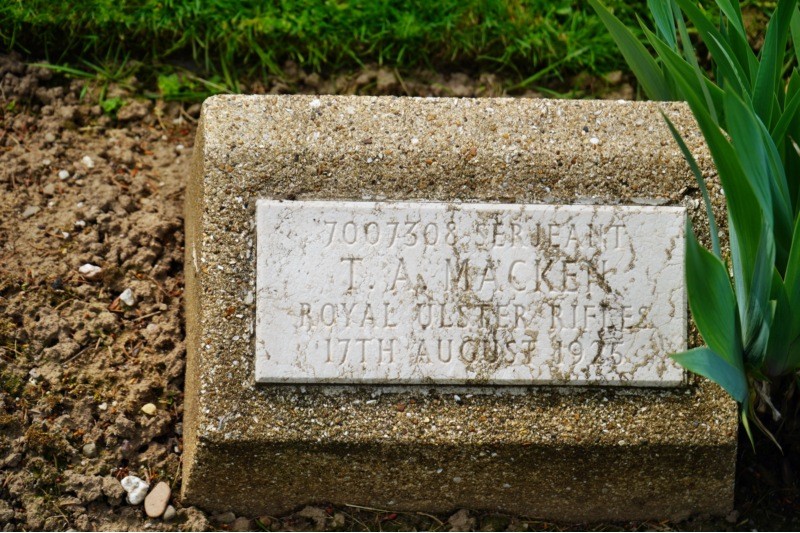 7007308 SERJEANT
T. A. MACKEN
ROYAL ULSTER RIFLES
17TH AUGUST 1925